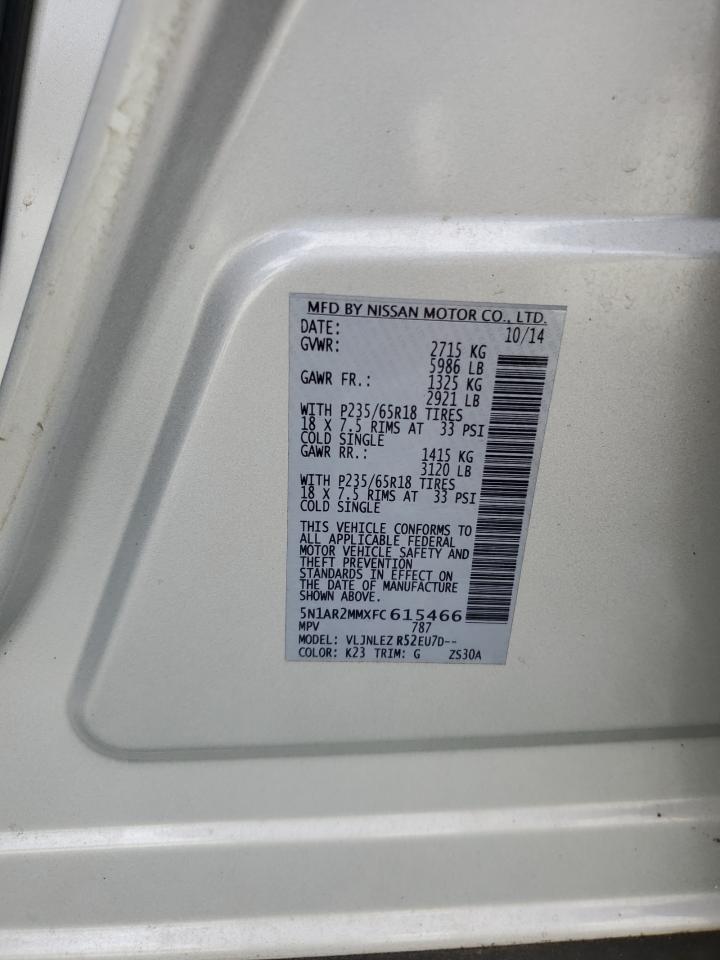 MFD BY NISSAN MOTOR CO., LTD.
DATE: 10/14
GVWR: 2715 KG
5986 LB
GAWR FR.: 1325 KG
2921 LB
WITH P235/65R18 TIRES
18 X 7.5 RIMS AT 33 PSI
COLD SINGLE
GAWR RR.: 1415 KG
3120 LB
WITH P235/65R18 TIRES
18 X 7.5 RIMS AT 33 PSI
COLD SINGLE
THIS VEHICLE CONFORMS TO
ALL APPLICABLE FEDERAL
MOTOR VEHICLE SAFETY AND
THEFT PREVENTION
STANDARDS IN EFFECT ON
THE DATE OF MANUFACTURE
SHOWN ABOVE.
5N1AR2MMXFC615466
MPV 787
MODEL: VLJNLEZ R52EU7D--
COLOR: K23 TRIM: G ZS30A